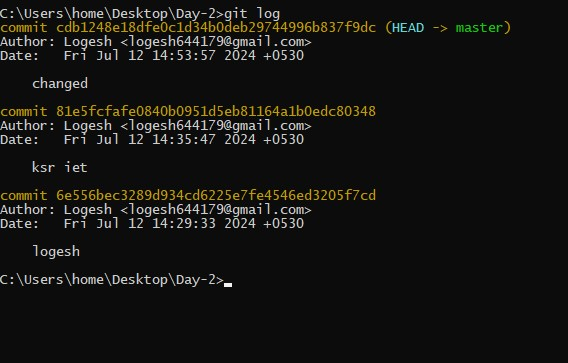 C:\Users\home\Desktop\Day-2>git log
commit cdb1248e18dfe0c1d34b0deb29744996b837f9dc (HEAD -> master)
Author: Logesh <logesh644179@gmail.com>
Date:   Fri Jul 12 14:53:57 2024 +0530
    changed
commit 81e5fcfafe0840b0951d5eb81164a1b0edc80348
Author: Logesh <logesh644179@gmail.com>
Date:   Fri Jul 12 14:35:47 2024 +0530
    ksr iet
commit 6e556bec3289d934cd6225e7fe4546ed3205f7cd
Author: Logesh <logesh644179@gmail.com>
Date:   Fri Jul 12 14:29:33 2024 +0530
    logesh
C:\Users\home\Desktop\Day-2>